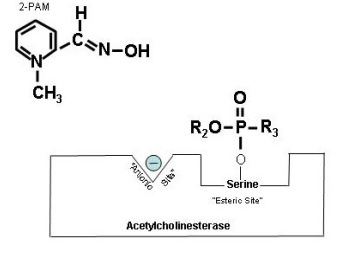 2-PAM
H
C=N-OH
N
CH3
O
R2O-P-R3
O
"Anionic Site"
Serine
"Esteric Site"
Acetylcholinesterase